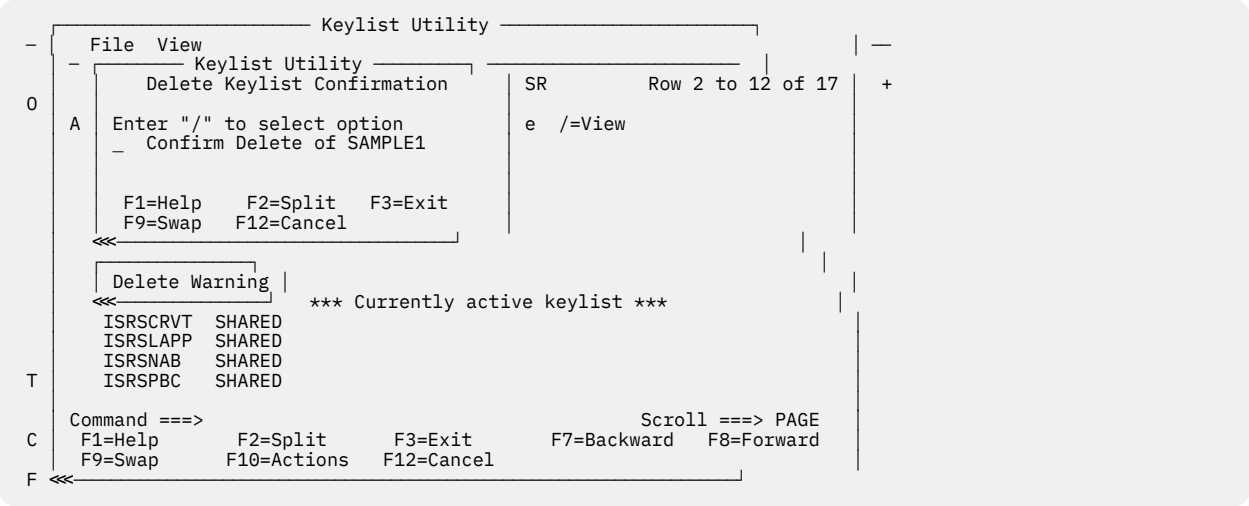 Keylist Utility
File View
Keylist Utility
Delete Keylist Confirmation SR Row 2 to 12 of 17 +
O
A Enter "/" to select option e /=View
_ Confirm Delete of SAMPLE1
F1=Help F2=Split F3=Exit
F9=Swap F12=Cancel
<<<
Delete Warning
<<< *** Currently active keylist ***
ISRSCRVT SHARED
ISRSLAPP SHARED
ISRSNAB SHARED
T ISRSPBC SHARED
Command ===> Scroll ===> PAGE
C F1=Help F2=Split F3=Exit F7=Backward F8=Forward
F9=Swap F10=Actions F12=Cancel
F <<<